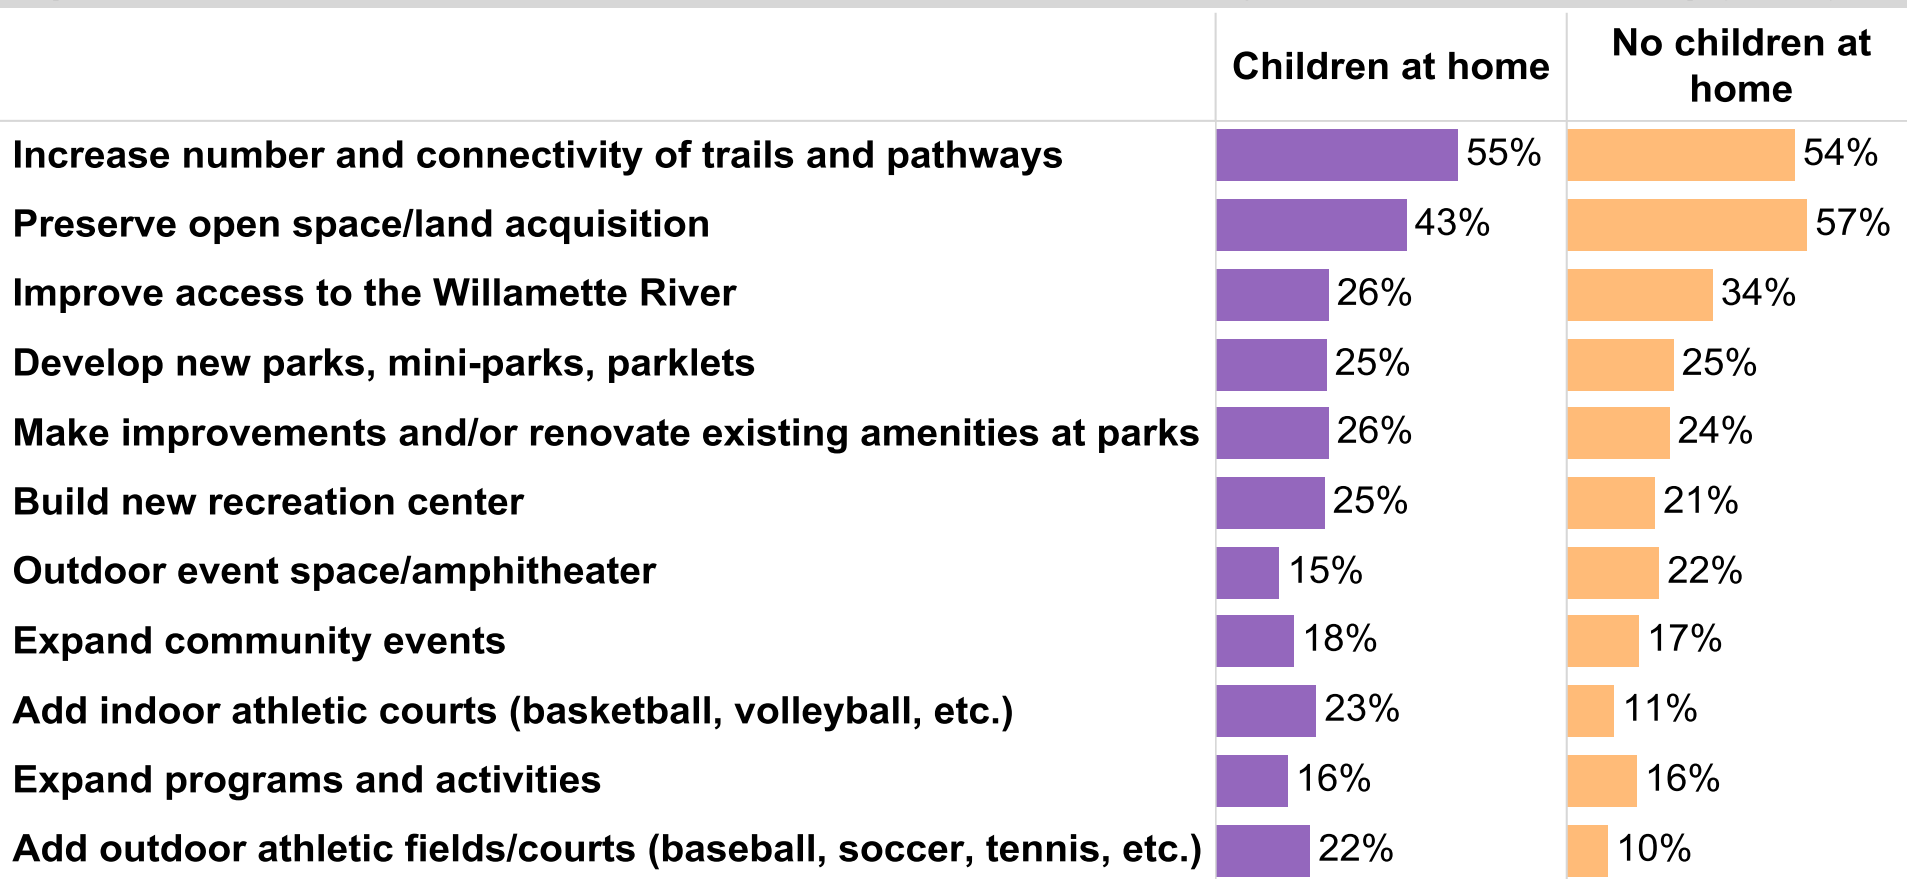 Children at home
No children at
home
Increase number and connectivity of trails and pathways 55% 54%
Preserve open space/land acquisition 43% 57%
Improve access to the Willamette River 26% 34%
Develop new parks, mini-parks, parklets 25% 25%
Make improvements and/or renovate existing amenities at parks 26% 24%
Build new recreation center 25% 21%
Outdoor event space/amphitheater 15% 22%
Expand community events 18% 17%
Add indoor athletic courts (basketball, volleyball, etc.) 23% 11%
Expand programs and activities 16% 16%
Add outdoor athletic fields/courts (baseball, soccer, tennis, etc.) 22% 10%